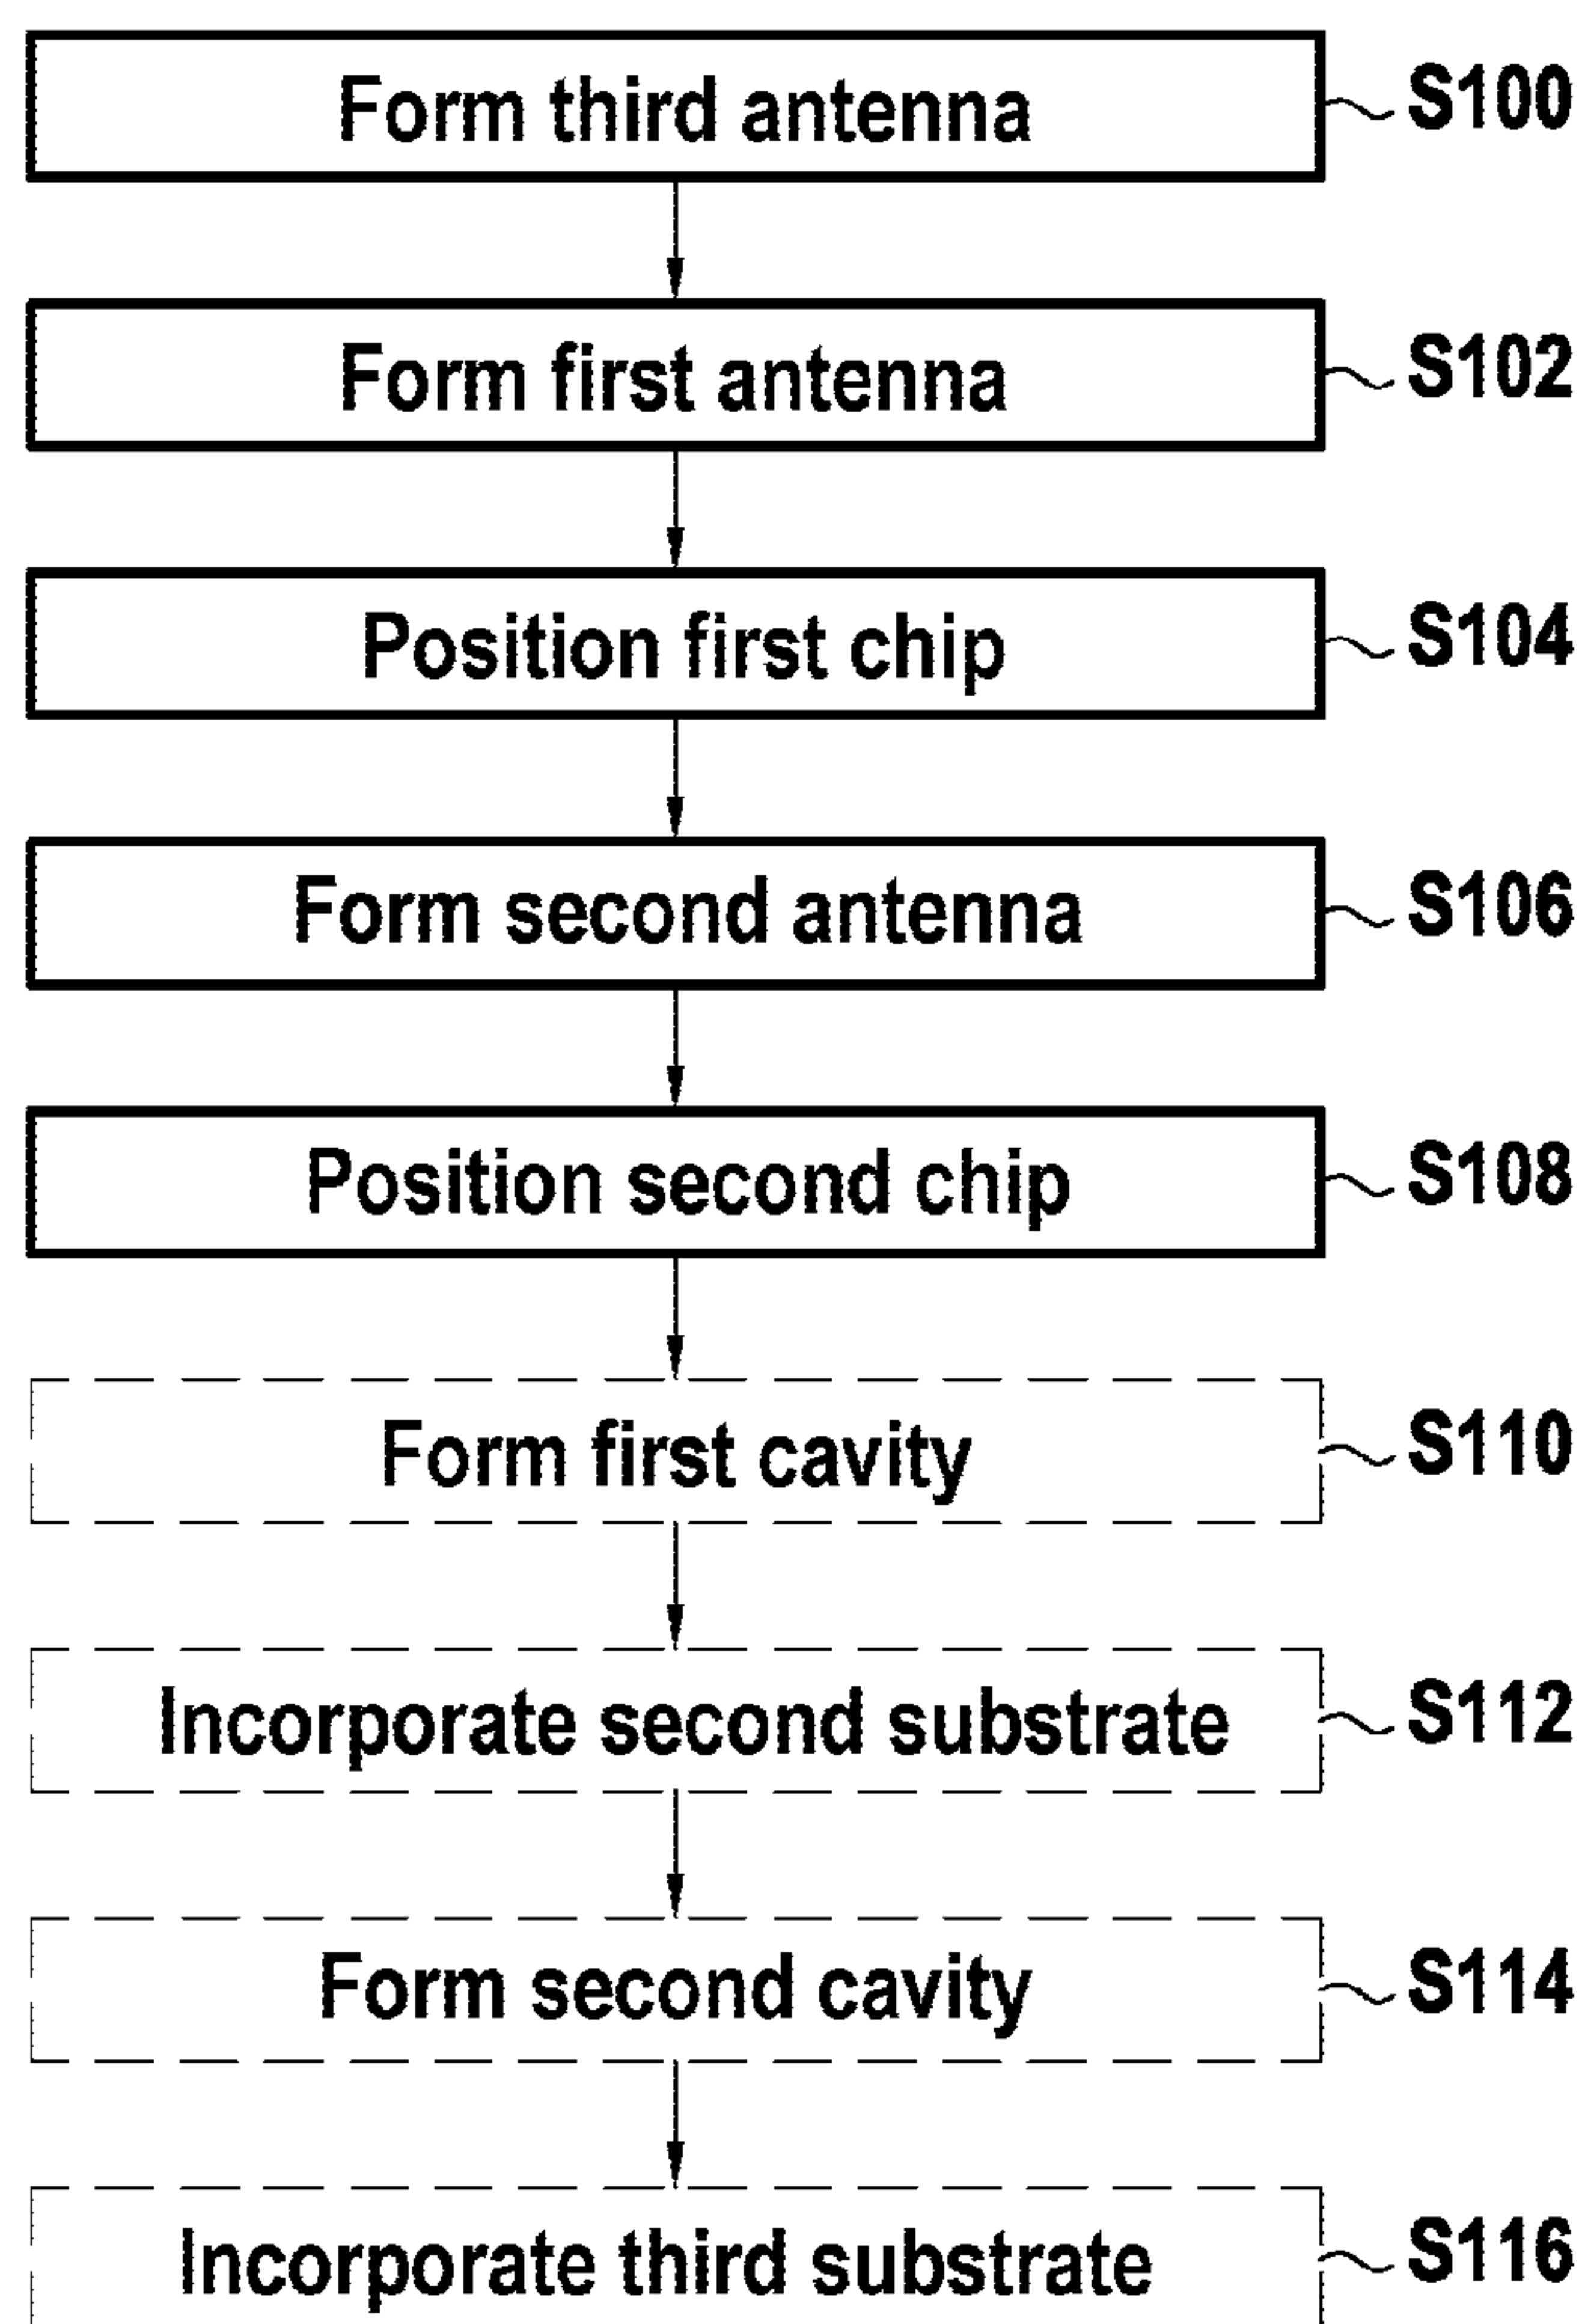 Form third antenna S100
Form first antenna S102
Position first chip S104
Form second antenna S106
Position second chip S108
Form first cavity S110
Incorporate second substrate S112
Form second cavity S114
Incorporate third substrate S116